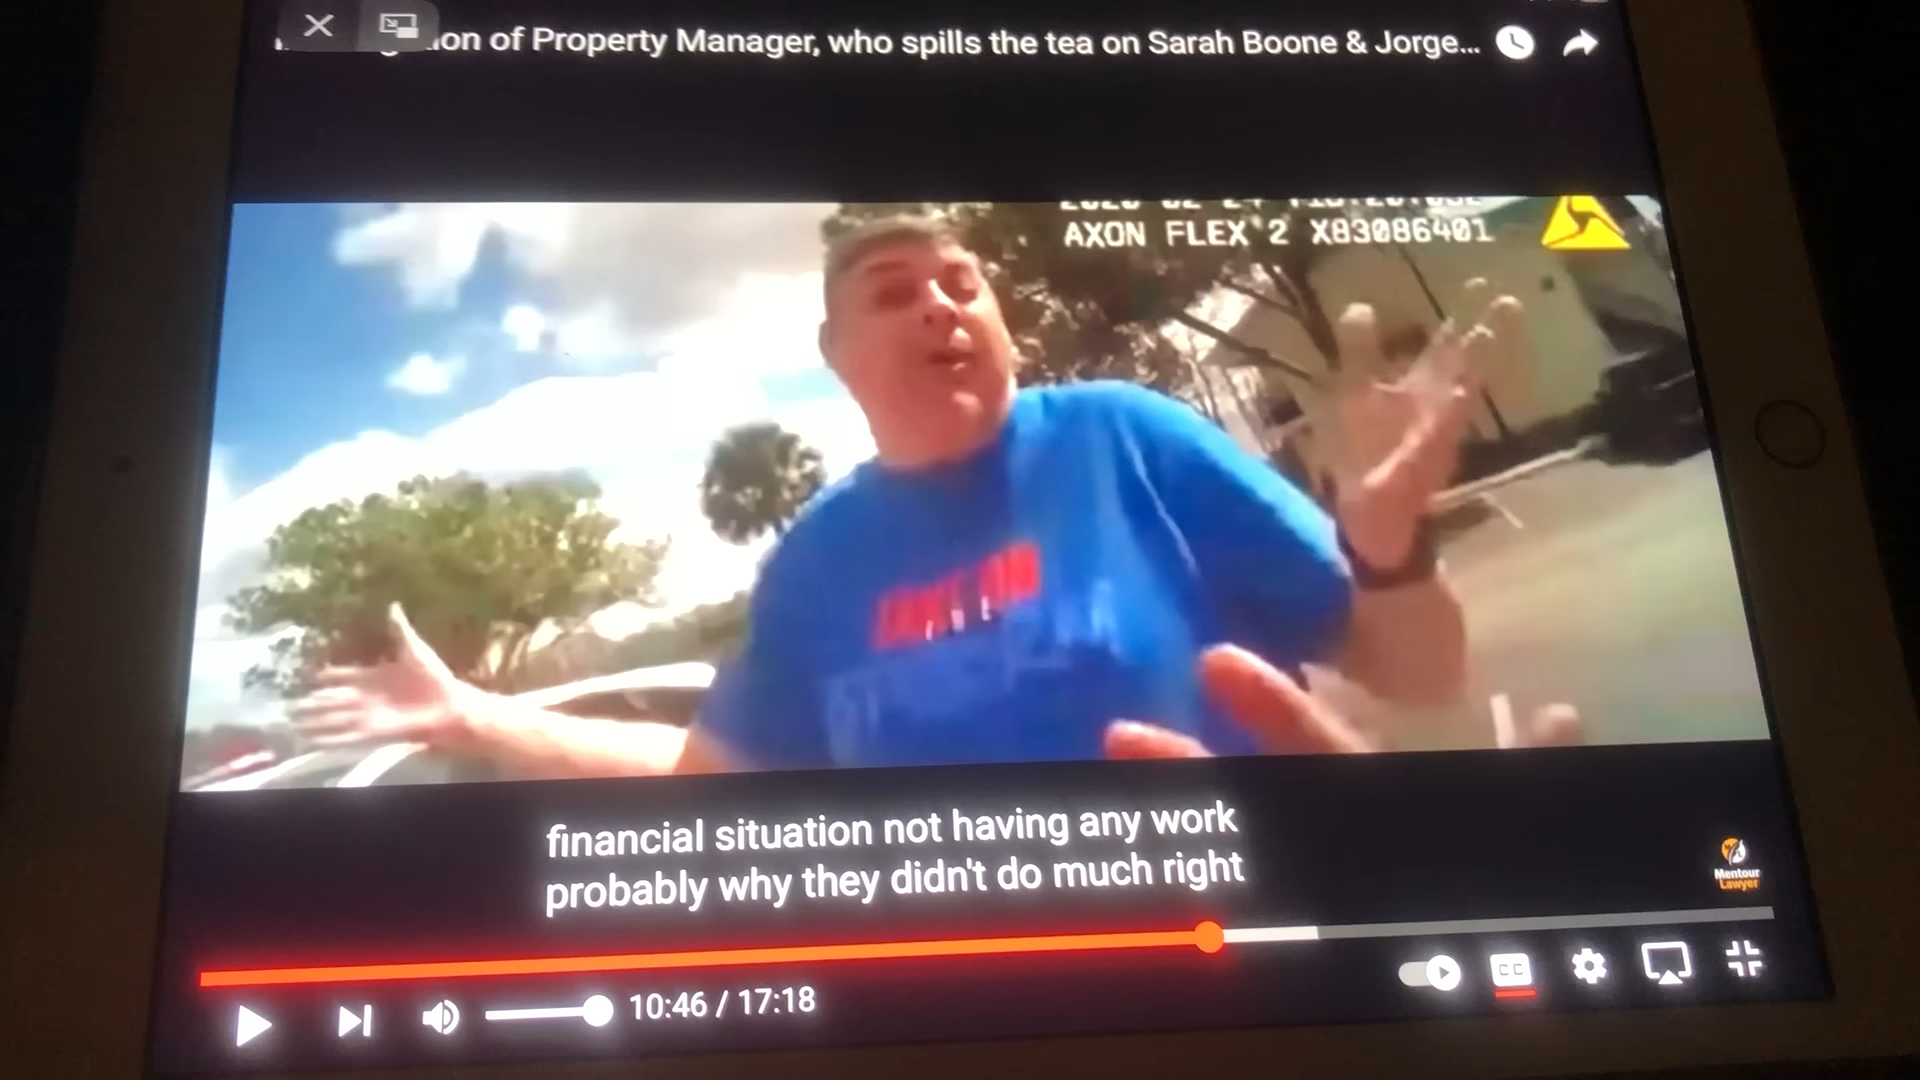 on of Property Manager, who spills the tea on Sarah Boone & Jorge...
AXON FLEX 2 X83086401
financial situation not having any work
probably why they didn't do much right
Mentour
Lawyer
10:46 / 17:18
CC